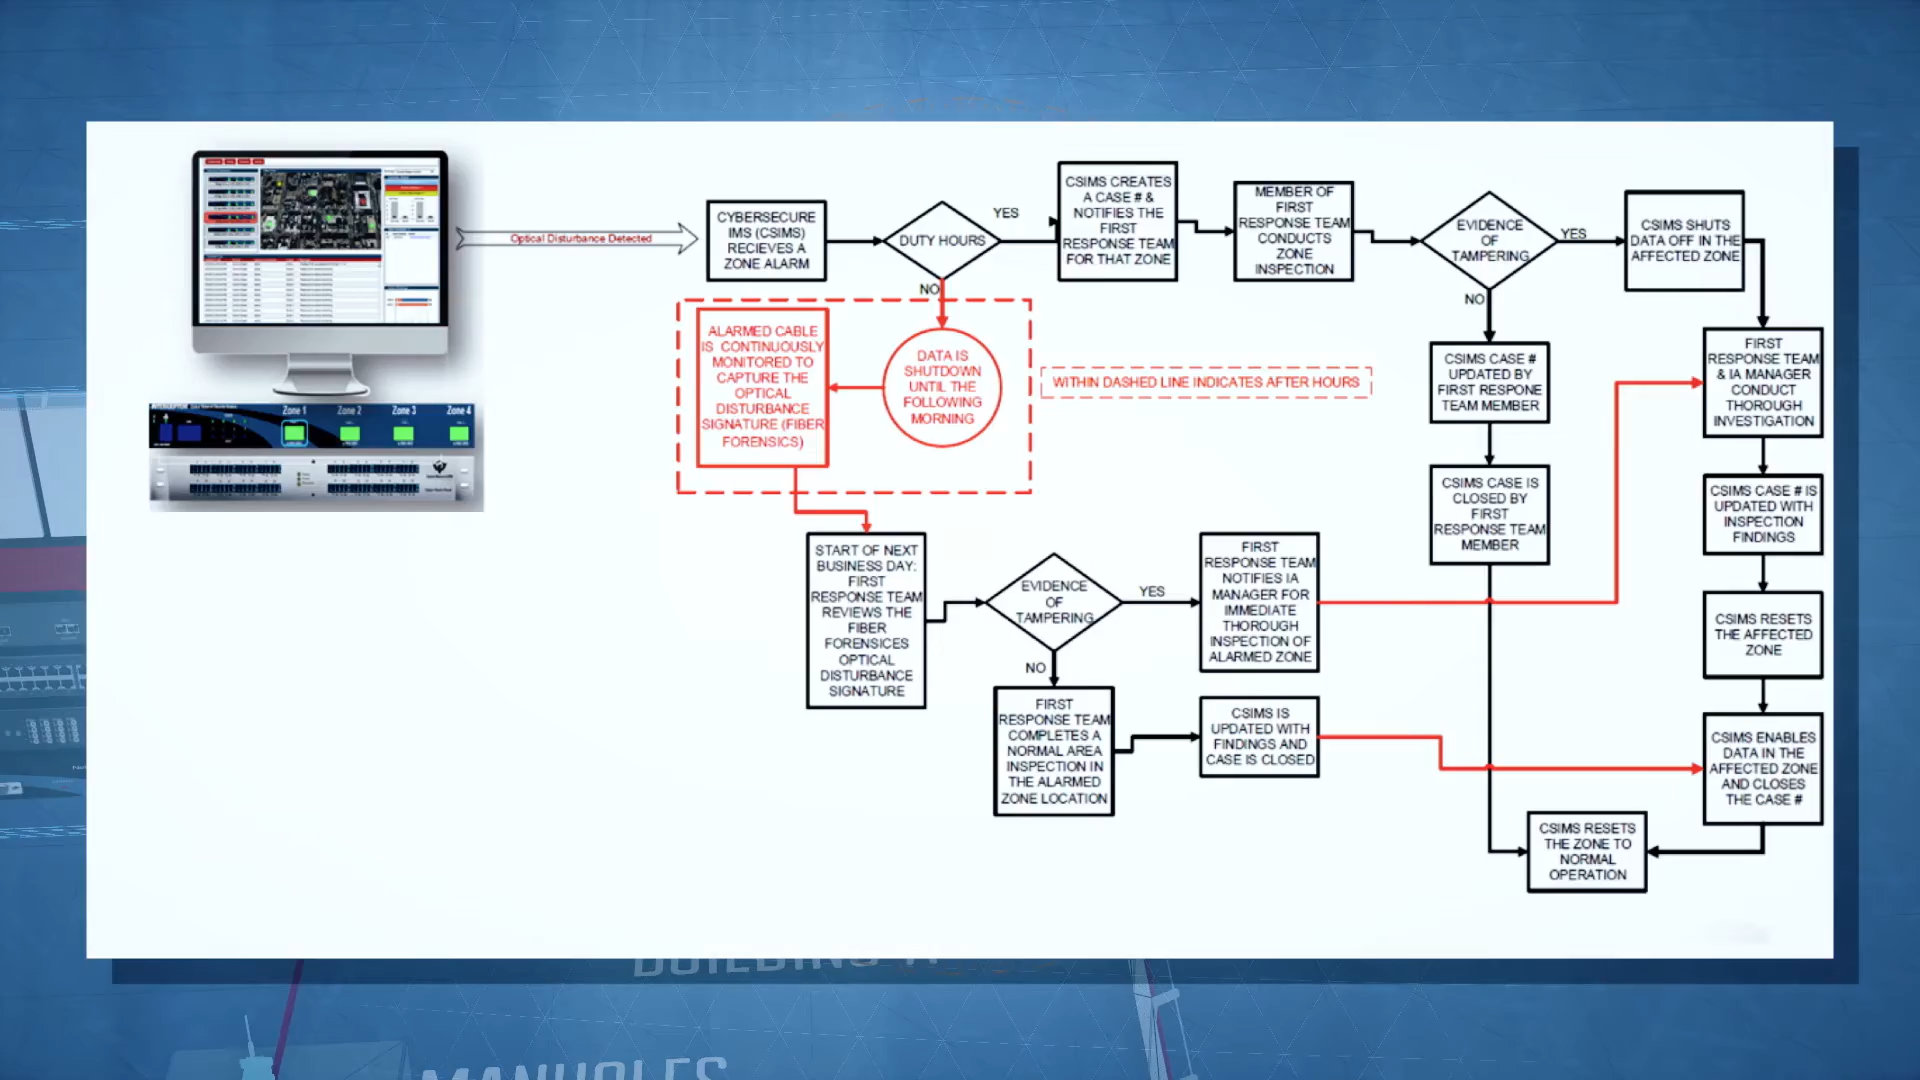 Zone 1
Zone 2
Zone 3
Zone 4
Optical Disturbance Detected
CYBERSECURE
IMS (CSIMS)
RECIEVES A
ZONE ALARM
DUTY HOURS
YES
NO
CSIMS CREATES
A CASE # &
NOTIFIES THE
FIRST
RESPONSE TEAM
FOR THAT ZONE
MEMBER OF
FIRST
RESPONSE TEAM
CONDUCTS
ZONE
INSPECTION
EVIDENCE
OF
TAMPERING
YES
NO
CSIMS SHUTS
DATA OFF IN THE
AFFECTED ZONE
ALARMED CABLE
IS CONTINUOUSLY
MONITORED TO
CAPTURE THE
OPTICAL
DISTURBANCE
SIGNATURE (FIBER
FORENSICS)
DATA IS
SHUTDOWN
UNTIL THE
FOLLOWING
MORNING
WITHIN DASHED LINE INDICATES AFTER HOURS
CSIMS CASE #
UPDATED BY
FIRST RESPONE
TEAM MEMBER
FIRST
RESPONSE TEAM
& IA MANAGER
CONDUCT
THOROUGH
INVESTIGATION
CSIMS CASE IS
CLOSED BY
FIRST
RESPONSE TEAM
MEMBER
CSIMS CASE # IS
UPDATED WITH
INSPECTION
FINDINGS
START OF NEXT
BUSINESS DAY:
FIRST
RESPONSE TEAM
REVIEWS THE
FIBER
FORENSICES
OPTICAL
DISTURBANCE
SIGNATURE
EVIDENCE
OF
TAMPERING
YES
NO
FIRST
RESPONSE TEAM
NOTIFIES IA
MANAGER FOR
IMMEDIATE
THOROUGH
INSPECTION OF
ALARMED ZONE
CSIMS RESETS
THE AFFECTED
ZONE
FIRST
RESPONSE TEAM
COMPLETES A
NORMAL AREA
INSPECTION IN
THE ALARMED
ZONE LOCATION
CSIMS IS
UPDATED WITH
FINDINGS AND
CASE IS CLOSED
CSIMS ENABLES
DATA IN THE
AFFECTED ZONE
AND CLOSES
THE CASE #
CSIMS RESETS
THE ZONE TO
NORMAL
OPERATION
MANHOLES